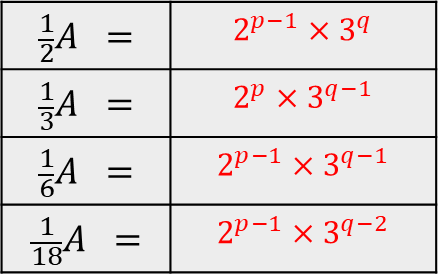 ½A = 2^{p−1} × 3^q
⅓A = 2^p × 3^{q−1}
⅙A = 2^{p−1} × 3^{q−1}
1/18 A = 2^{p−1} × 3^{q−2}